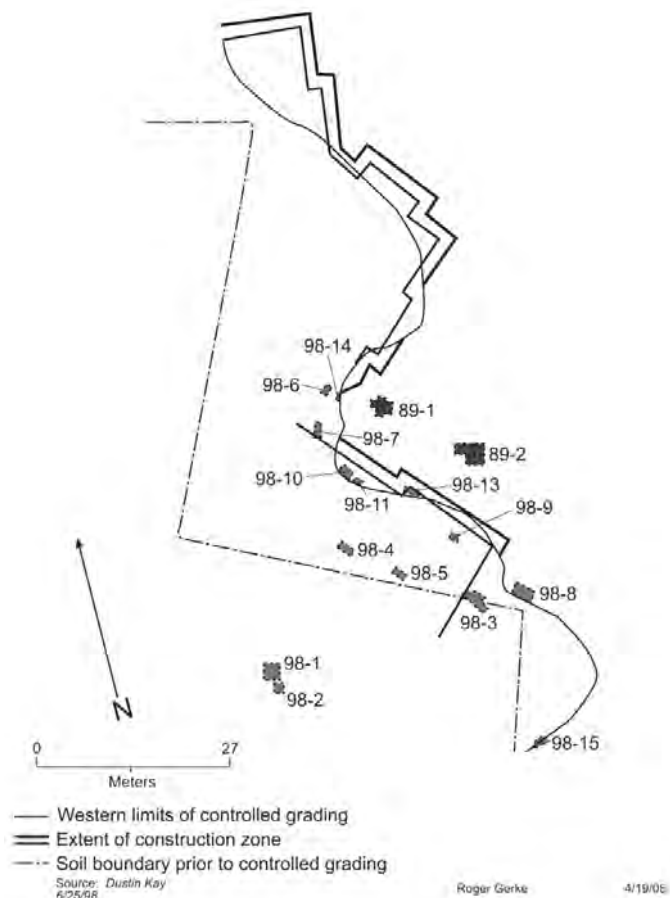 98-14
98-6
89-1
98-7
89-2
98-10
98-13
98-11
98-9
98-4
98-5
98-8
98-3
98-1
98-2
N
98-15
0 27
Meters
Western limits of controlled grading
Extent of construction zone
Soil boundary prior to controlled grading
Source: Dustin Kay
6/25/98
Roger Gerke 4/19/05